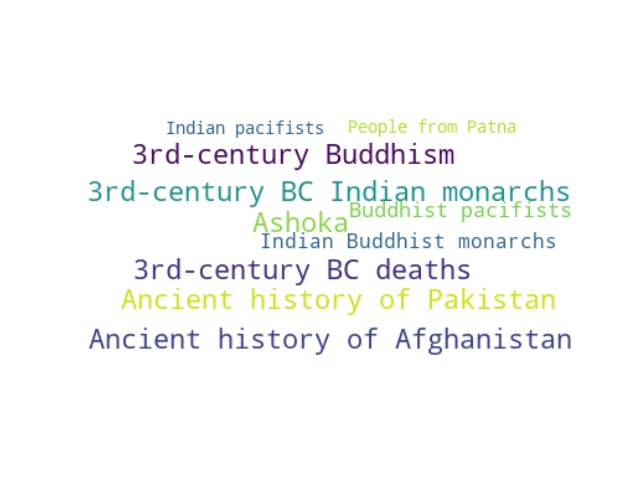 Indian pacifists
People from Patna
3rd-century Buddhism
3rd-century BC Indian monarchs
Buddhist pacifists
Ashoka
Indian Buddhist monarchs
3rd-century BC deaths
Ancient history of Pakistan
Ancient history of Afghanistan